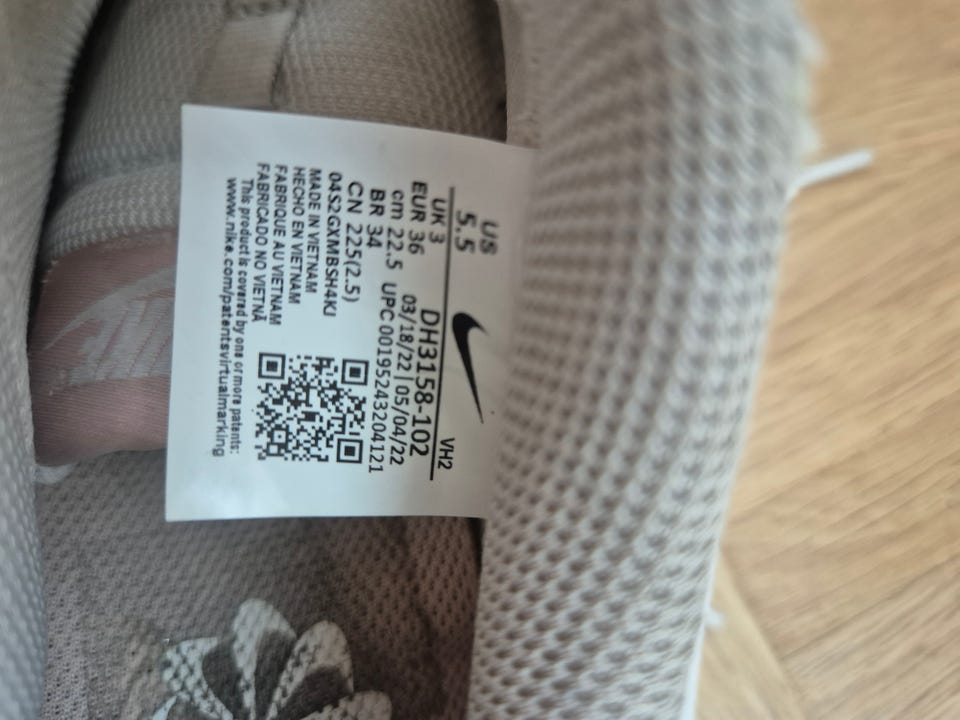 US
5.5
VH2
UK 3
DH3158-102
EUR 36
03/18/22 | 05/04/22
cm 22.5
UPC 00195243204121
BR 34
CN 225(2.5)
04S2GXMBSH4KI
MADE IN VIETNAM
HECHO EN VIETNAM
FABRIQUE AU VIETNAM
FABRICADO NO VIETNÃ
This product is covered by one or more patents:
www.nike.com/patentsvirtualmarking